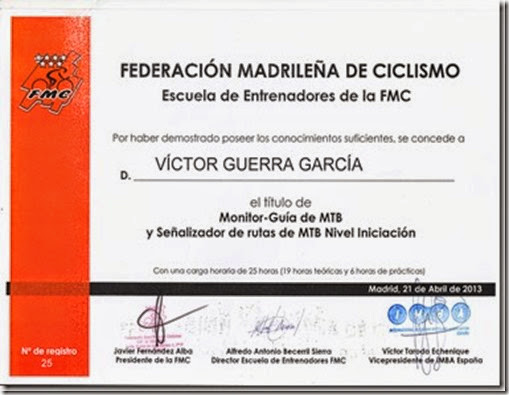 FMC
FEDERACIÓN MADRILEÑA DE CICLISMO
Escuela de Entrenadores de la FMC
Por haber demostrado poseer los conocimientos suficientes, se concede a
D. VÍCTOR GUERRA GARCÍA
el título de
Monitor-Guía de MTB
y Señalizador de rutas de MTB Nivel Iniciación
Con una carga horaria de 25 horas (19 horas teóricas y 6 horas de prácticas)
Madrid, 21 de Abril de 2013
Nº de registro
25
Javier Fernández Alba
Presidente de la FMC
Alfredo Antonio Becerril Sierra
Director Escuela de Entrenadores FMC
IMBA
Víctor Tarodo Echenique
Vicepresidente de IMBA España